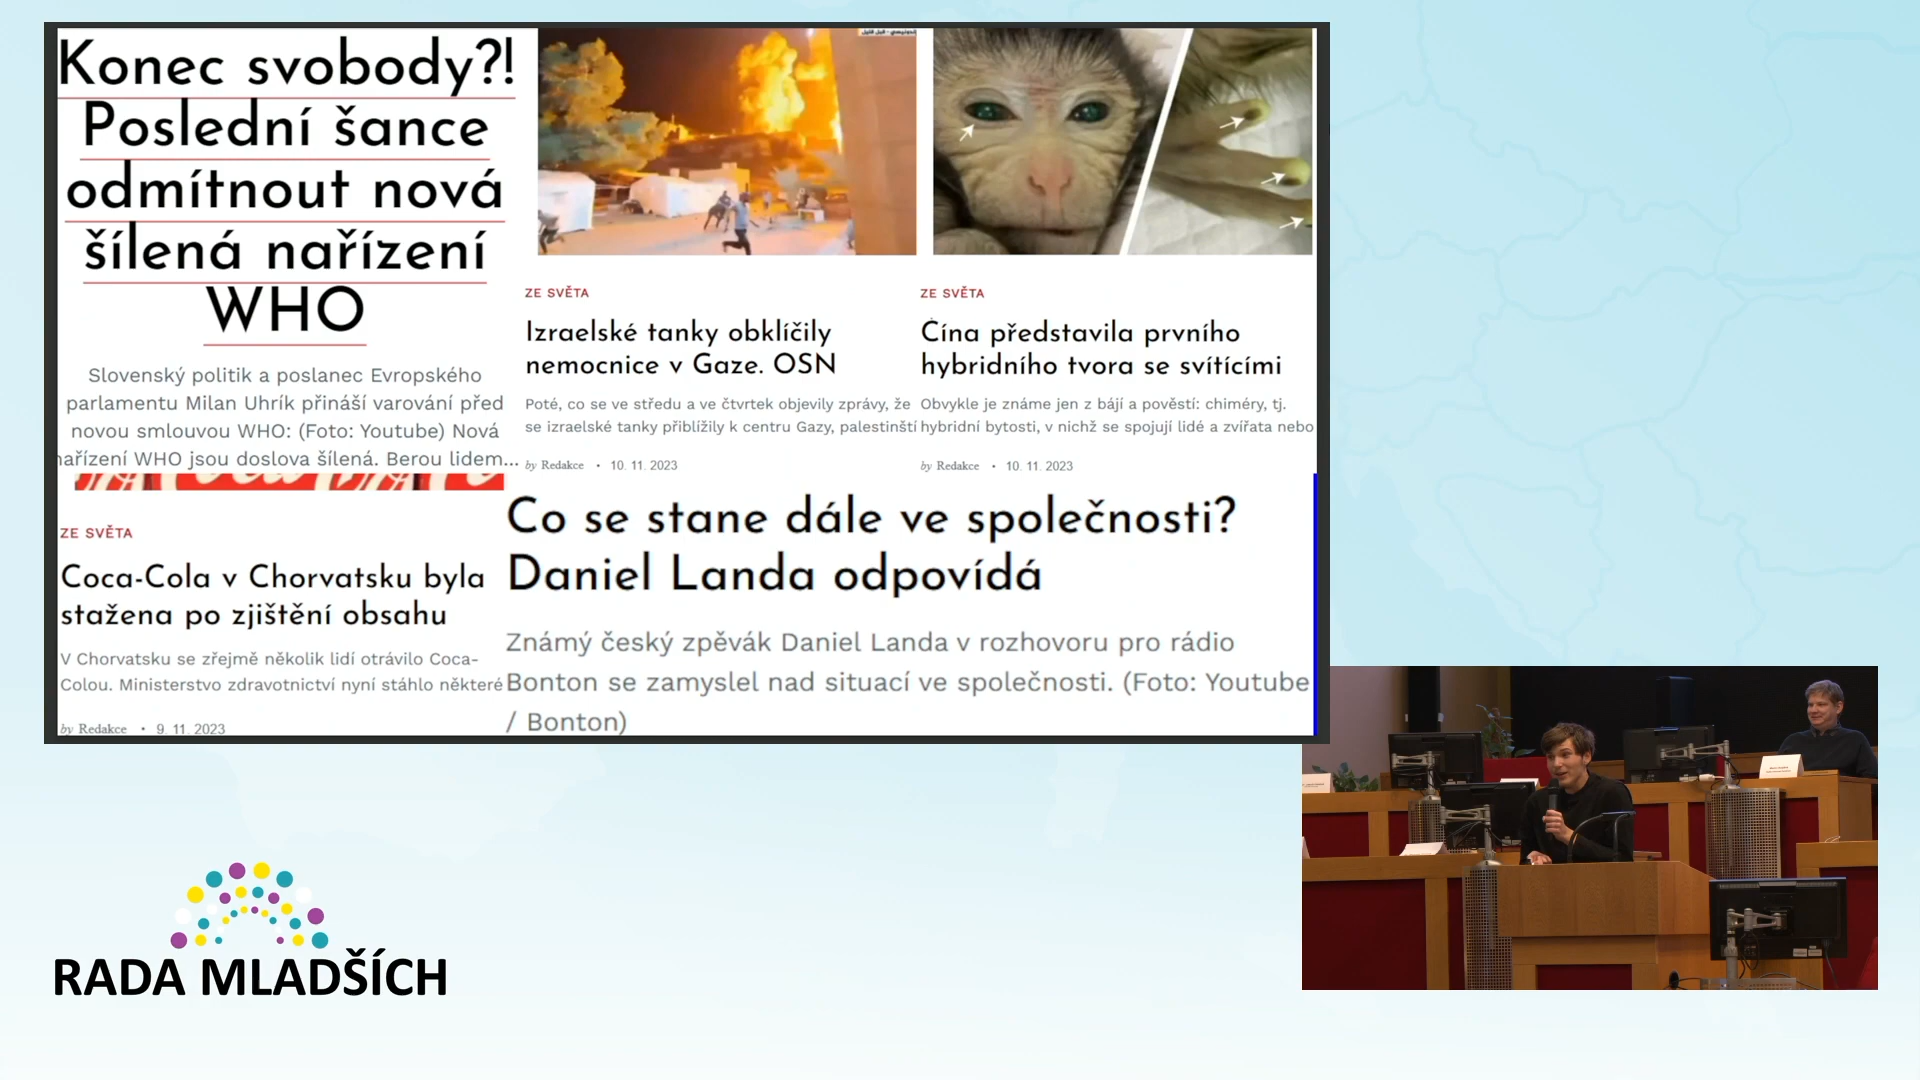 Konec svobody?!
Poslední šance
odmítnout nová
šílená nařízení
WHO
Slovenský politik a poslanec Evropského
parlamentu Milan Uhrík přináší varování před
novou smlouvou WHO: (Foto: Youtube) Nová
nařízení WHO jsou doslova šílená. Berou lidem...
ZE SVĚTA
Izraelské tanky obklíčily
nemocnice v Gaze. OSN
Poté, co se ve středu a ve čtvrtek objevily zprávy, že
se izraelské tanky přiblížily k centru Gazy, palestinští
by Redakce • 10. 11. 2023
ZE SVĚTA
Čína představila prvního
hybridního tvora se svítícími
Obvykle je známe jen z bájí a pověstí: chiméry, tj.
hybridní bytosti, v nichž se spojují lidé a zvířata nebo
by Redakce • 10. 11. 2023
ZE SVĚTA
Coca-Cola v Chorvatsku byla
stažena po zjištění obsahu
V Chorvatsku se zřejmě několik lidí otrávilo Coca-
Colou. Ministerstvo zdravotnictví nyní stáhlo některé
by Redakce • 9. 11. 2023
Co se stane dále ve společnosti?
Daniel Landa odpovídá
Známý český zpěvák Daniel Landa v rozhovoru pro rádio
Bonton se zamyslel nad situací ve společnosti. (Foto: Youtube
/ Bonton)
RADA MLADŠÍCH